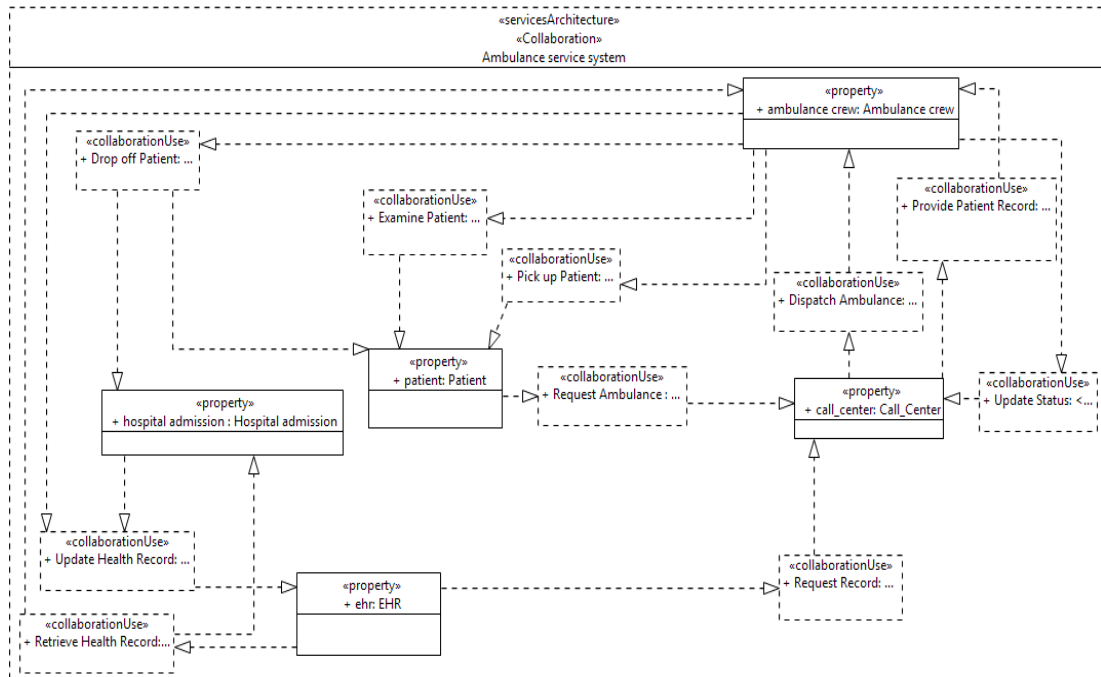 «servicesArchitecture»
«Collaboration»
Ambulance service system
«property»
+ ambulance crew: Ambulance crew
«collaborationUse»
+ Drop off Patient: ...
«collaborationUse»
+ Examine Patient: ...
«collaborationUse»
+ Provide Patient Record: ...
«collaborationUse»
+ Pick up Patient: ...
«collaborationUse»
+ Dispatch Ambulance: ...
«property»
+ patient: Patient
«collaborationUse»
+ Request Ambulance : ...
«property»
+ call_center: Call_Center
«collaborationUse»
+ Update Status: <...
«property»
+ hospital admission : Hospital admission
«collaborationUse»
+ Update Health Record: ...
«property»
+ ehr: EHR
«collaborationUse»
+ Request Record: ...
«collaborationUse»
+ Retrieve Health Record:...